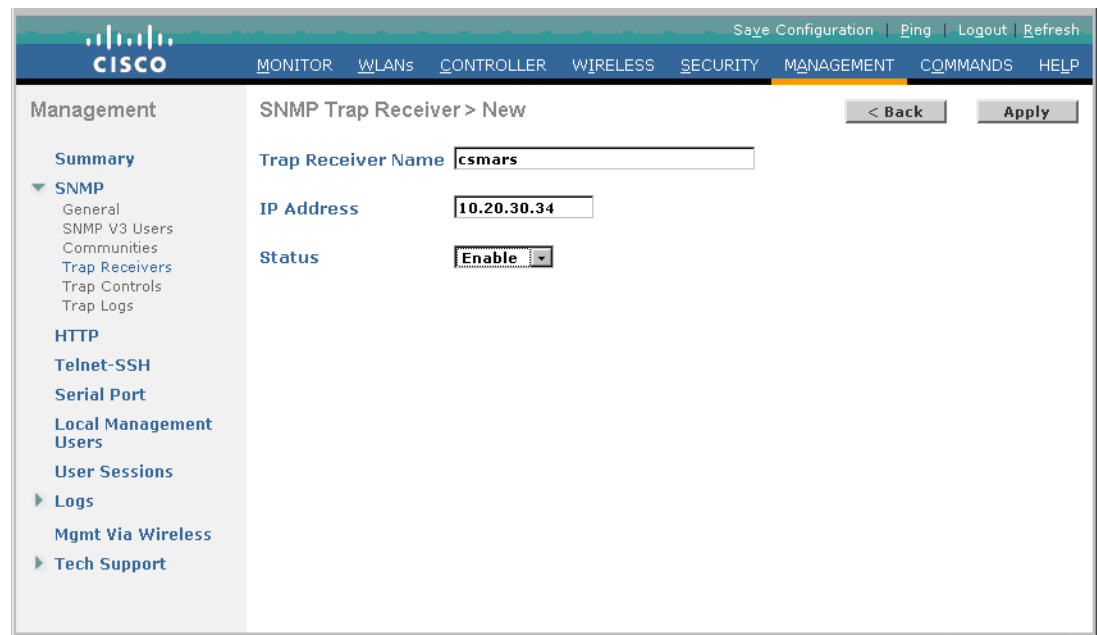 Save Configuration | Ping | Logout | Refresh
CISCO
MONITOR WLANs CONTROLLER WIRELESS SECURITY MANAGEMENT COMMANDS HELP
Management
Summary
SNMP
General
SNMP V3 Users
Communities
Trap Receivers
Trap Controls
Trap Logs
HTTP
Telnet-SSH
Serial Port
Local Management
Users
User Sessions
Logs
Mgmt Via Wireless
Tech Support
SNMP Trap Receiver > New
< Back
Apply
Trap Receiver Name csmars
IP Address 10.20.30.34
Status Enable